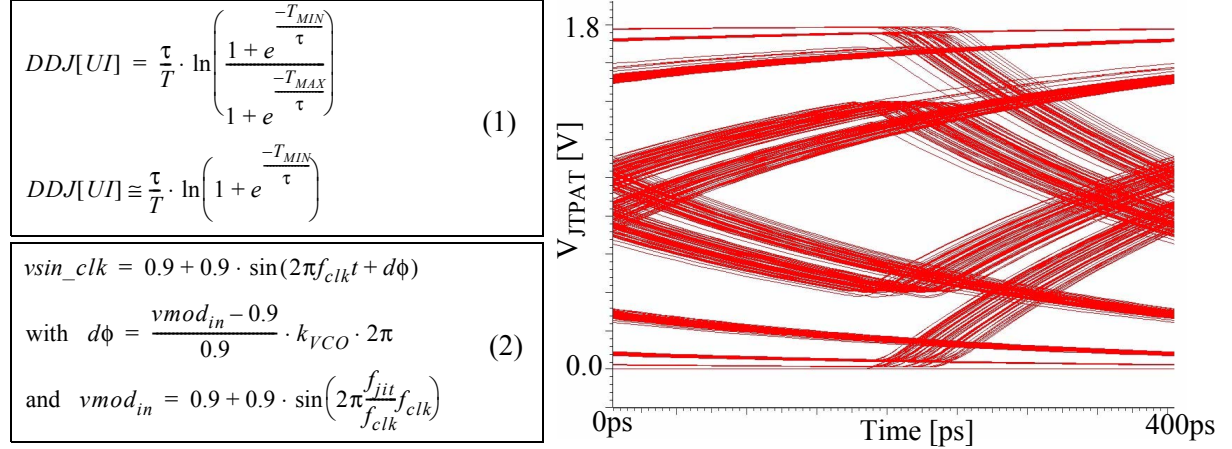 DDJ[UI] = τ/T · ln((1 + e^(-T_MIN/τ))/(1 + e^(-T_MAX/τ)))
(1)
DDJ[UI] ≅ τ/T · ln(1 + e^(-T_MIN/τ))
vsin_clk = 0.9 + 0.9 · sin(2πf_clk t + dϕ)
with dϕ = (vmod_in − 0.9)/0.9 · k_VCO · 2π
(2)
and vmod_in = 0.9 + 0.9 · sin(2π f_jit/f_clk f_clk)
1.8
V_JTPAT [V]
0.0
0ps
Time [ps]
400ps